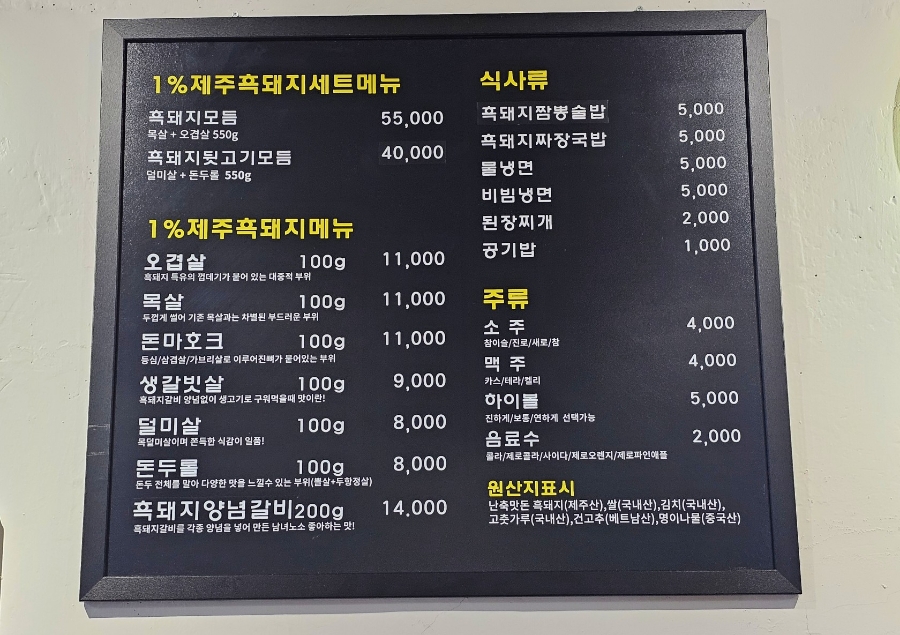 1%제주흑돼지세트메뉴
흑돼지모듬 55,000
목살 + 오겹살 550g
흑돼지뒷고기모듬 40,000
덜미살 + 돈두롤 550g
1%제주흑돼지메뉴
오겹살 100g 11,000
흑돼지 특유의 껍데기가 묻어 있는 대중적 부위
목살 100g 11,000
두껍게 썰어 기존 목살과는 차별된 부드러운 부위
돈마호크 100g 11,000
등심/삼겹살/가브리살로 이루어진뼈가 묻어있는 부위
생갈빗살 100g 9,000
흑돼지갈비 양념없이 생고기로 구워먹을때 맛이란!
덜미살 100g 8,000
목덜미살이며 쫀득한 식감이 일품!
돈두롤 100g 8,000
돈두 전체를 말아 다양한 맛을 느낄수 있는 부위(뽈살+두항정살)
흑돼지양념갈비200g 14,000
흑돼지갈비를 각종 양념을 넣어 만든 남녀노소 좋아하는 맛!
식사류
흑돼지짬뽕술밥 5,000
흑돼지짜장국밥 5,000
물냉면 5,000
비빔냉면 5,000
된장찌개 2,000
공기밥 1,000
주류
소 주 4,000
참이슬/진로/새로/참
맥 주 4,000
카스/테라/켈리
하이볼 5,000
진하게/보통/연하게 선택가능
음료수 2,000
콜라/제로콜라/사이다/제로오렌지/제로파인애플
원산지표시
난축맛돈 흑돼지(제주산),쌀(국내산),김치(국내산),
고춧가루(국내산),건고추(베트남산),명이나물(중국산)